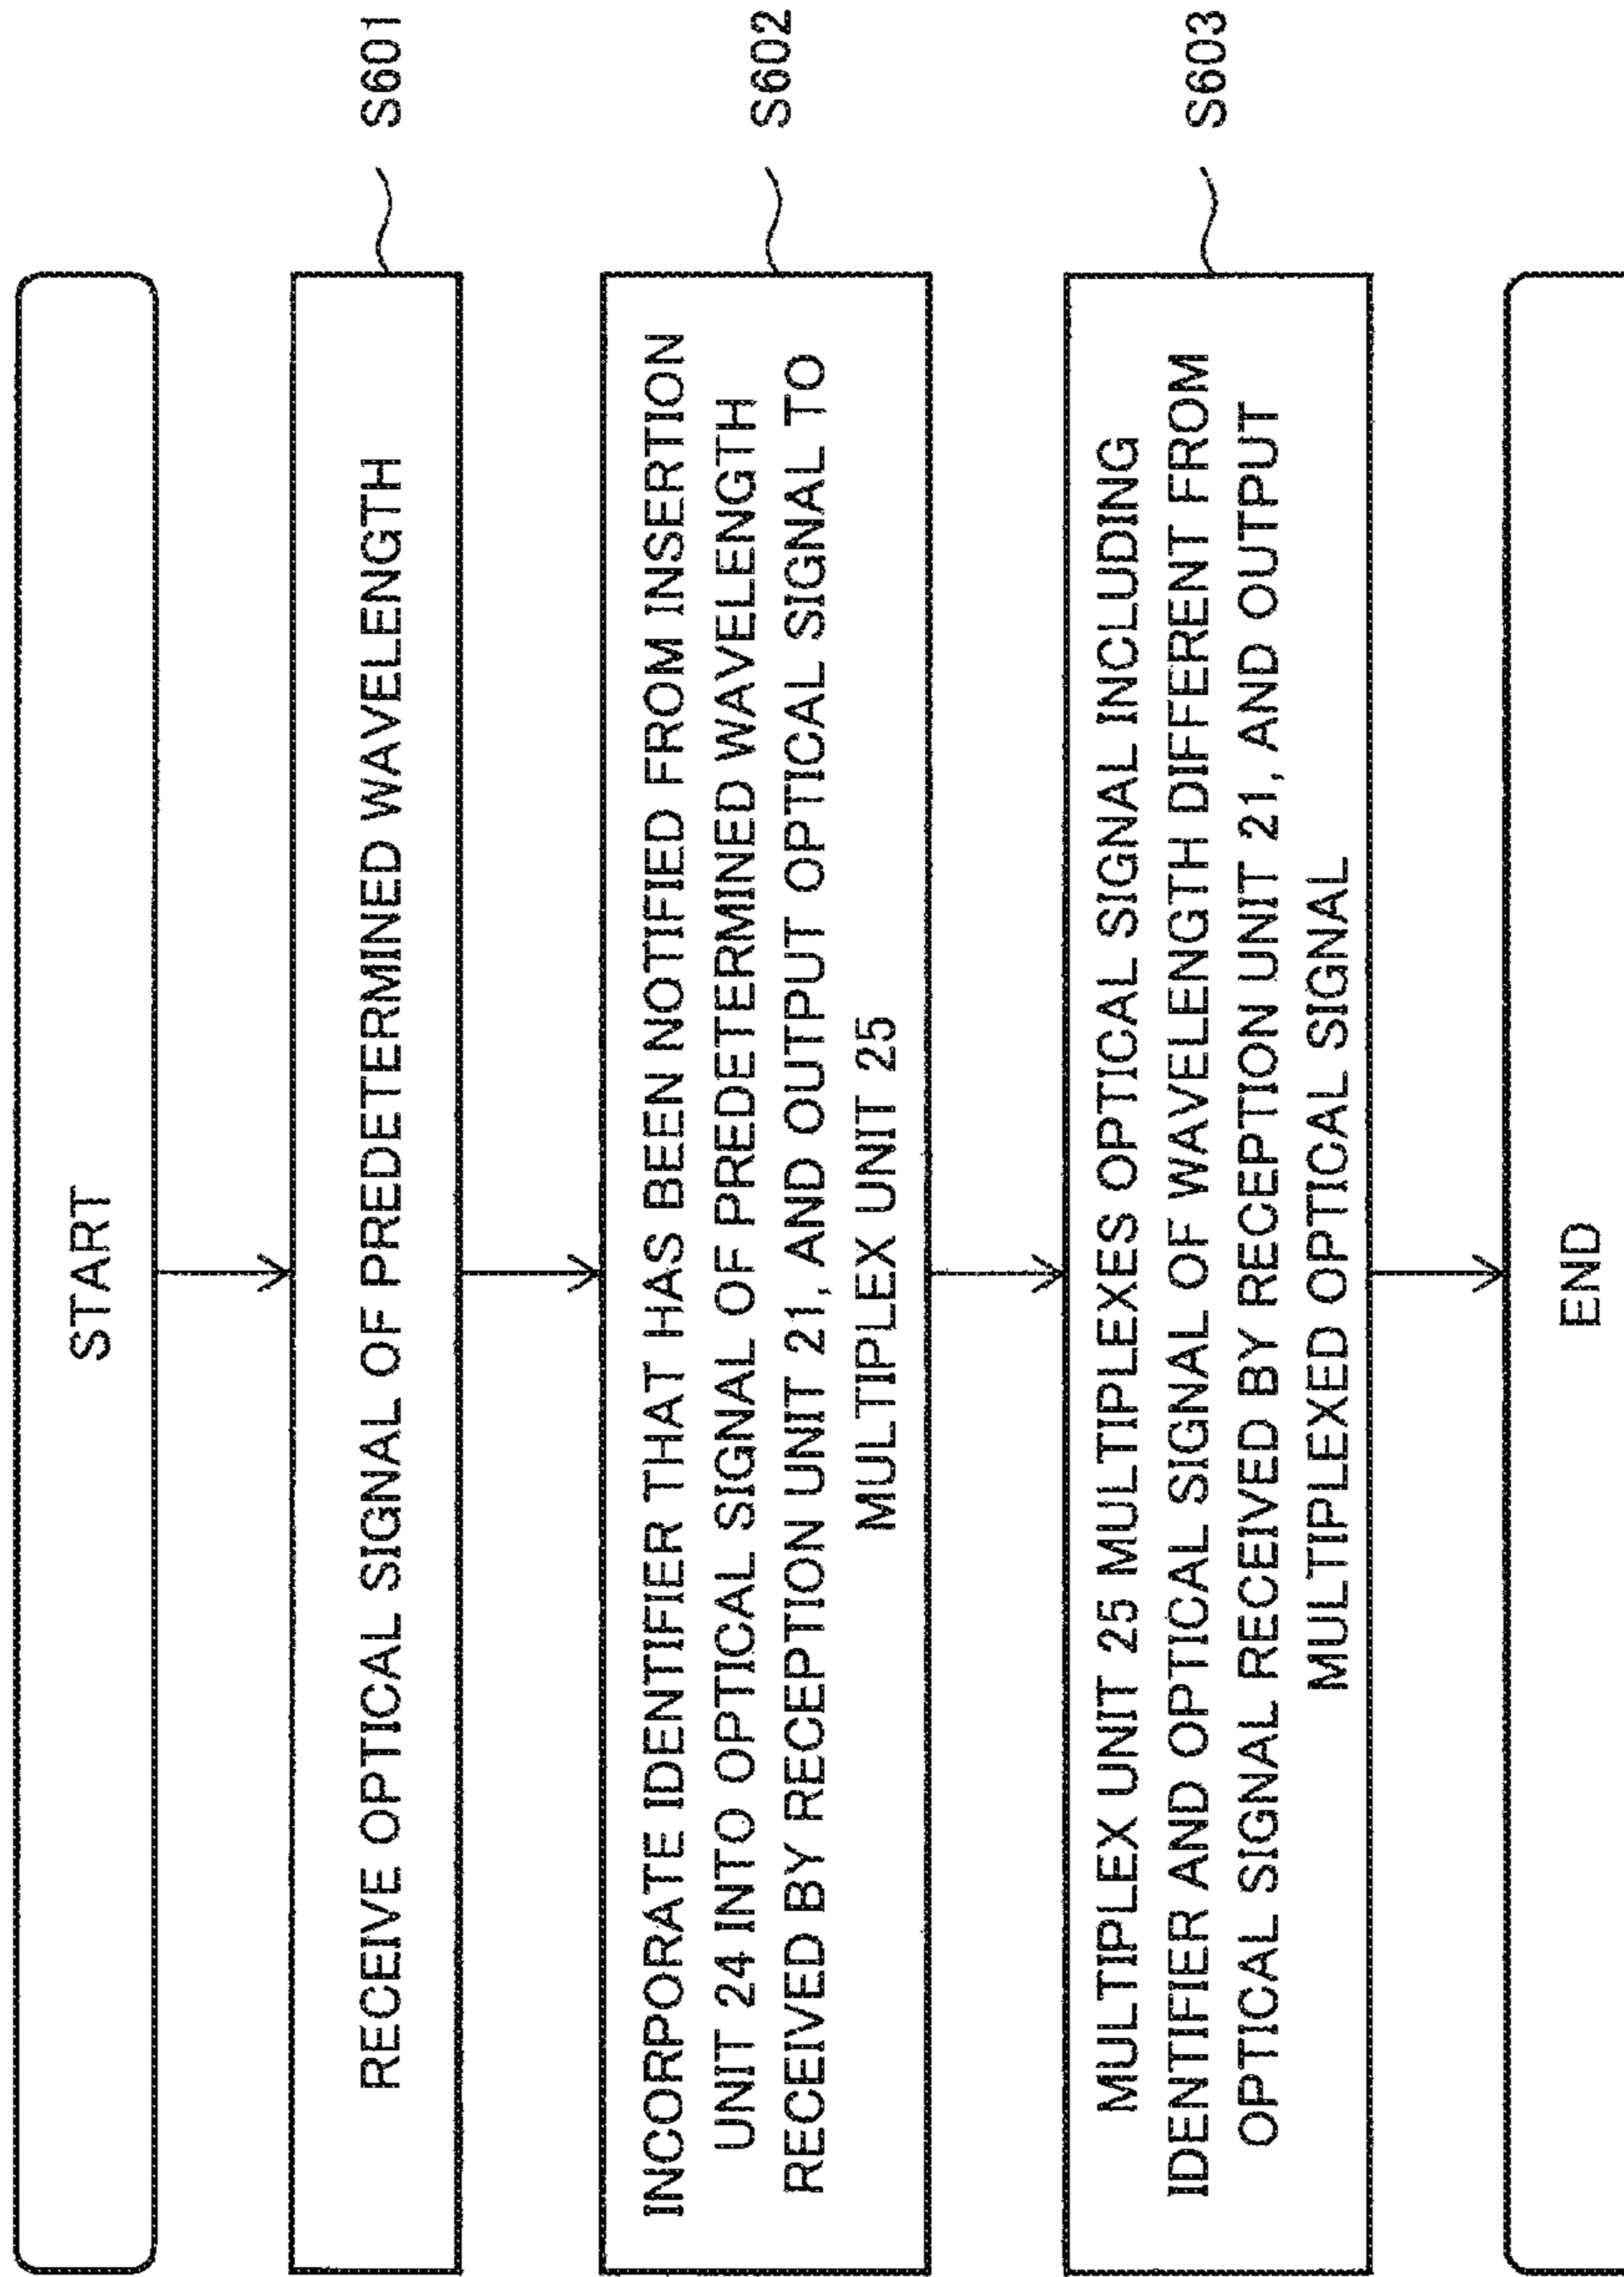 START
RECEIVE OPTICAL SIGNAL OF PREDETERMINED WAVELENGTH
S601
INCORPORATE IDENTIFIER THAT HAS BEEN NOTIFIED FROM INSERTION
UNIT 24 INTO OPTICAL SIGNAL OF PREDETERMINED WAVELENGTH
RECEIVED BY RECEPTION UNIT 21, AND OUTPUT OPTICAL SIGNAL TO
MULTIPLEX UNIT 25
S602
MULTIPLEX UNIT 25 MULTIPLEXES OPTICAL SIGNAL INCLUDING
IDENTIFIER AND OPTICAL SIGNAL OF WAVELENGTH DIFFERENT FROM
OPTICAL SIGNAL RECEIVED BY RECEPTION UNIT 21, AND OUTPUT
MULTIPLEXED OPTICAL SIGNAL
S603
END